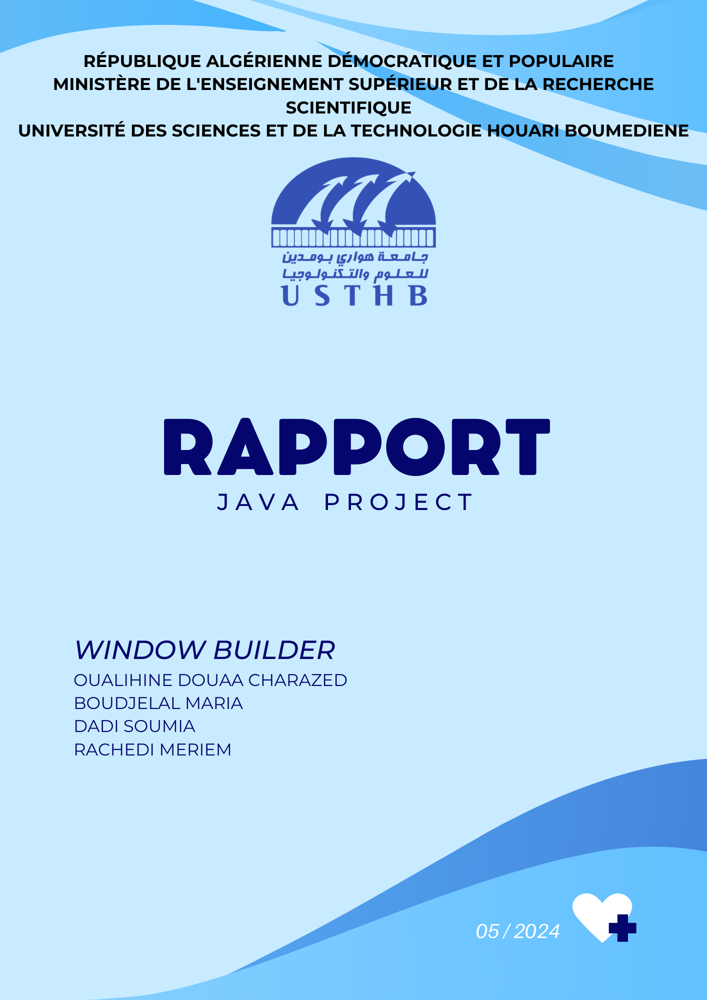 RÉPUBLIQUE ALGÉRIENNE DÉMOCRATIQUE ET POPULAIRE
MINISTÈRE DE L'ENSEIGNEMENT SUPÉRIEUR ET DE LA RECHERCHE
SCIENTIFIQUE
UNIVERSITÉ DES SCIENCES ET DE LA TECHNOLOGIE HOUARI BOUMEDIENE
جامعة هواري بومدين
للعلوم والتكنولوجيا
USTHB
RAPPORT
JAVA PROJECT
WINDOW BUILDER
OUALIHINE DOUAA CHARAZED
BOUDJELAL MARIA
DADI SOUMIA
RACHEDI MERIEM
05 / 2024